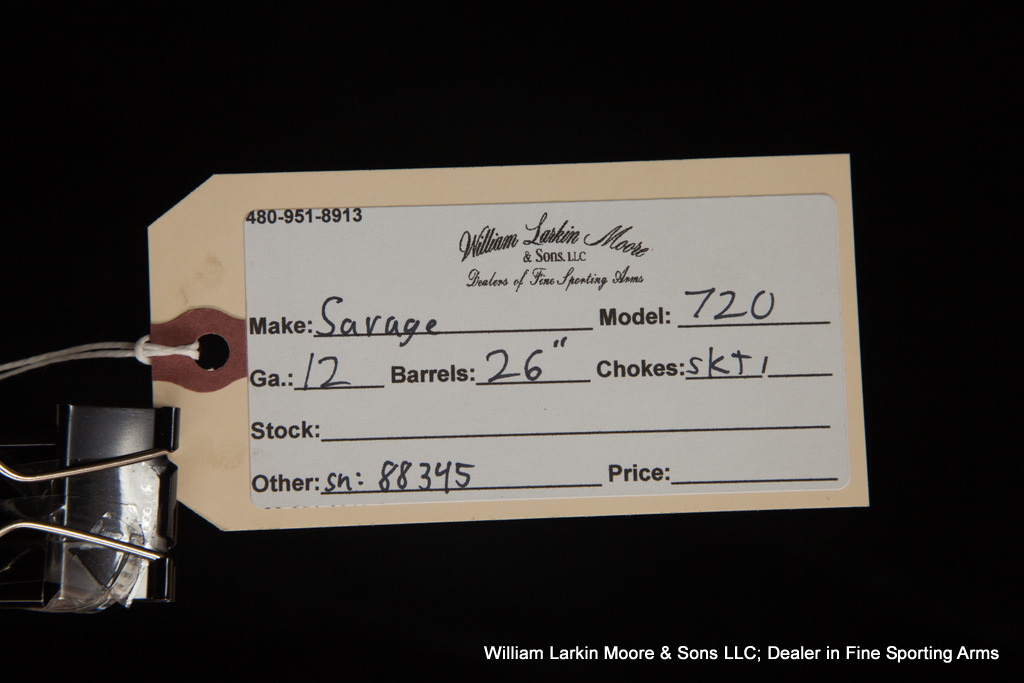 480-951-8913
William Larkin Moore
& Sons, LLC
Dealers of Fine Sporting Arms
Make: Savage Model: 720
Ga.: 12 Barrels: 26" Chokes: skt1
Stock:
Other: sn: 88345 Price:
William Larkin Moore & Sons LLC; Dealer in Fine Sporting Arms